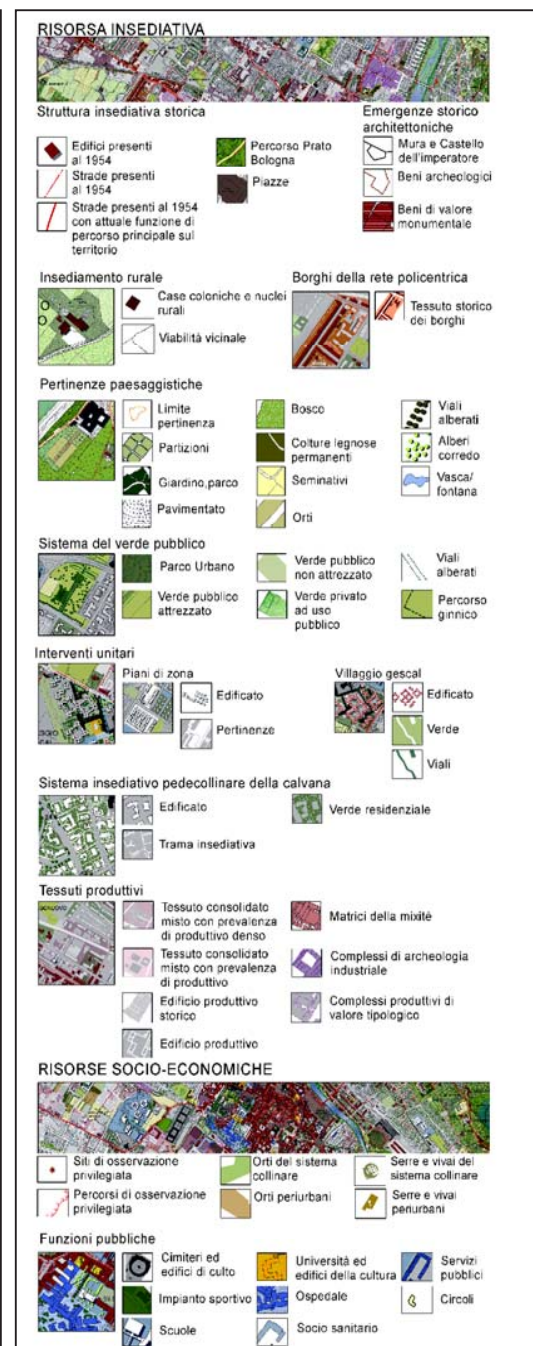 RISORSA INSEDIATIVA
Struttura insediativa storica
Edifici presenti
al 1954
Strade presenti
al 1954
Strade presenti al 1954
con attuale funzione di
percorso principale sul
territorio
Percorso Prato
Bologna
Piazze
Emergenze storico
architettoniche
Mura e Castello
dell'imperatore
Beni archeologici
Beni di valore
monumentale
Insediamento rurale
Case coloniche e nuclei
rurali
Viabilità vicinale
Borghi della rete policentrica
Tessuto storico
dei borghi
Pertinenze paesaggistiche
Limite
pertinenza
Partizioni
Giardino,parco
Pavimentato
Bosco
Colture legnose
permanenti
Seminativi
Orti
Viali
alberati
Alberi
corredo
Vasca/
fontana
Sistema del verde pubblico
Parco Urbano
Verde pubblico
attrezzato
Verde pubblico
non attrezzato
Verde privato
ad uso
pubblico
Viali
alberati
Percorso
ginnico
Interventi unitari
Piani di zona
Edificato
Pertinenze
Villaggio gescal
Edificato
Verde
Viali
Sistema insediativo pedecollinare della calvana
Edificato
Trama insediativa
Verde residenziale
Tessuti produttivi
Tessuto consolidato
misto con prevalenza
di produttivo denso
Tessuto consolidato
misto con prevalenza
di produttivo
Edificio produttivo
storico
Edificio produttivo
Matrici della mixité
Complessi di archeologia
industriale
Complessi produttivi di
valore tipologico
RISORSE SOCIO-ECONOMICHE
Siti di osservazione
privilegiata
Percorsi di osservazione
privilegiata
Orti del sistema
collinare
Orti periurbani
Serre e vivai del
sistema collinare
Serre e vivai
periurbani
Funzioni pubbliche
Cimiteri ed
edifici di culto
Impianto sportivo
Scuole
Università ed
edifici della cultura
Ospedale
Socio sanitario
Servizi
pubblici
Circoli